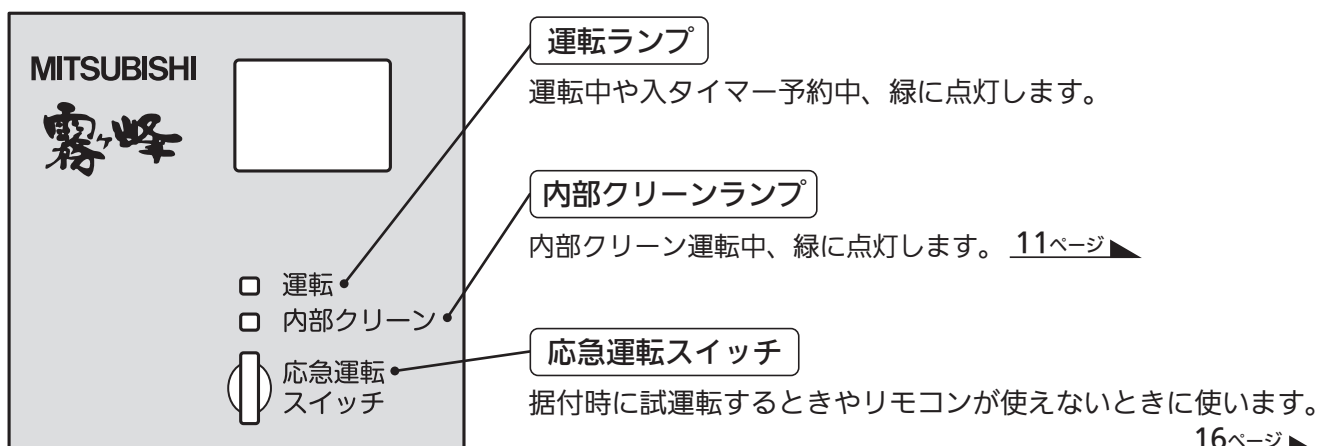 MITSUBISHI
霧ヶ峰
運転
内部クリーン
応急運転
スイッチ
運転ランプ
運転中や入タイマー予約中、緑に点灯します。
内部クリーンランプ
内部クリーン運転中、緑に点灯します。 11ページ▶
応急運転スイッチ
据付時に試運転するときやリモコンが使えないときに使います。
16ページ▶